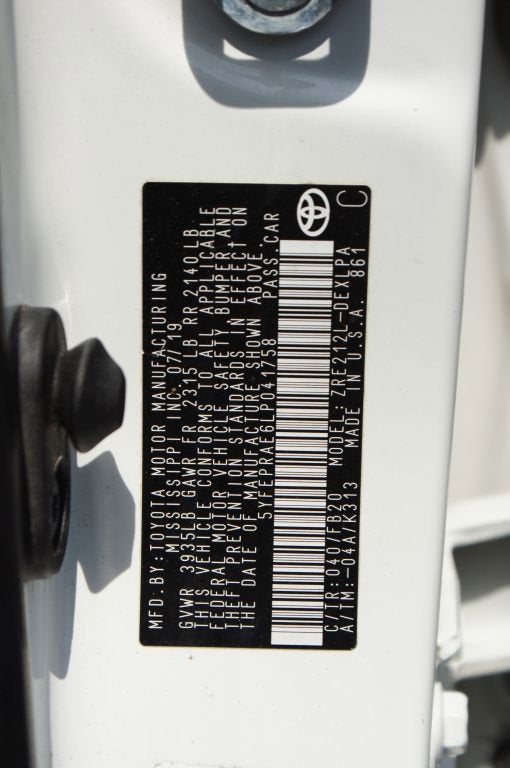 MFD.BY:TOYOTA MOTOR MANUFACTURING
MISSISSIPPI INC. 07/19
GVWR 3935LB GAWR FR 2315 LB RR 2140LB
THIS VEHICLE CONFORMS TO ALL APPLICABLE
FEDERAL MOTOR VEHICLE SAFETY BUMPER AND
THEFT PREVENTION STANDARDS IN EFFECT ON
THE DATE OF MANUFACTURE SHOWN ABOVE.
5YFEPRAE6LP041758 PASS.CAR
C/TR:040/FB20 MODEL:ZRE212L-DEXLPA
A/TM:-04A/K313 MADE IN U.S.A. 861
C